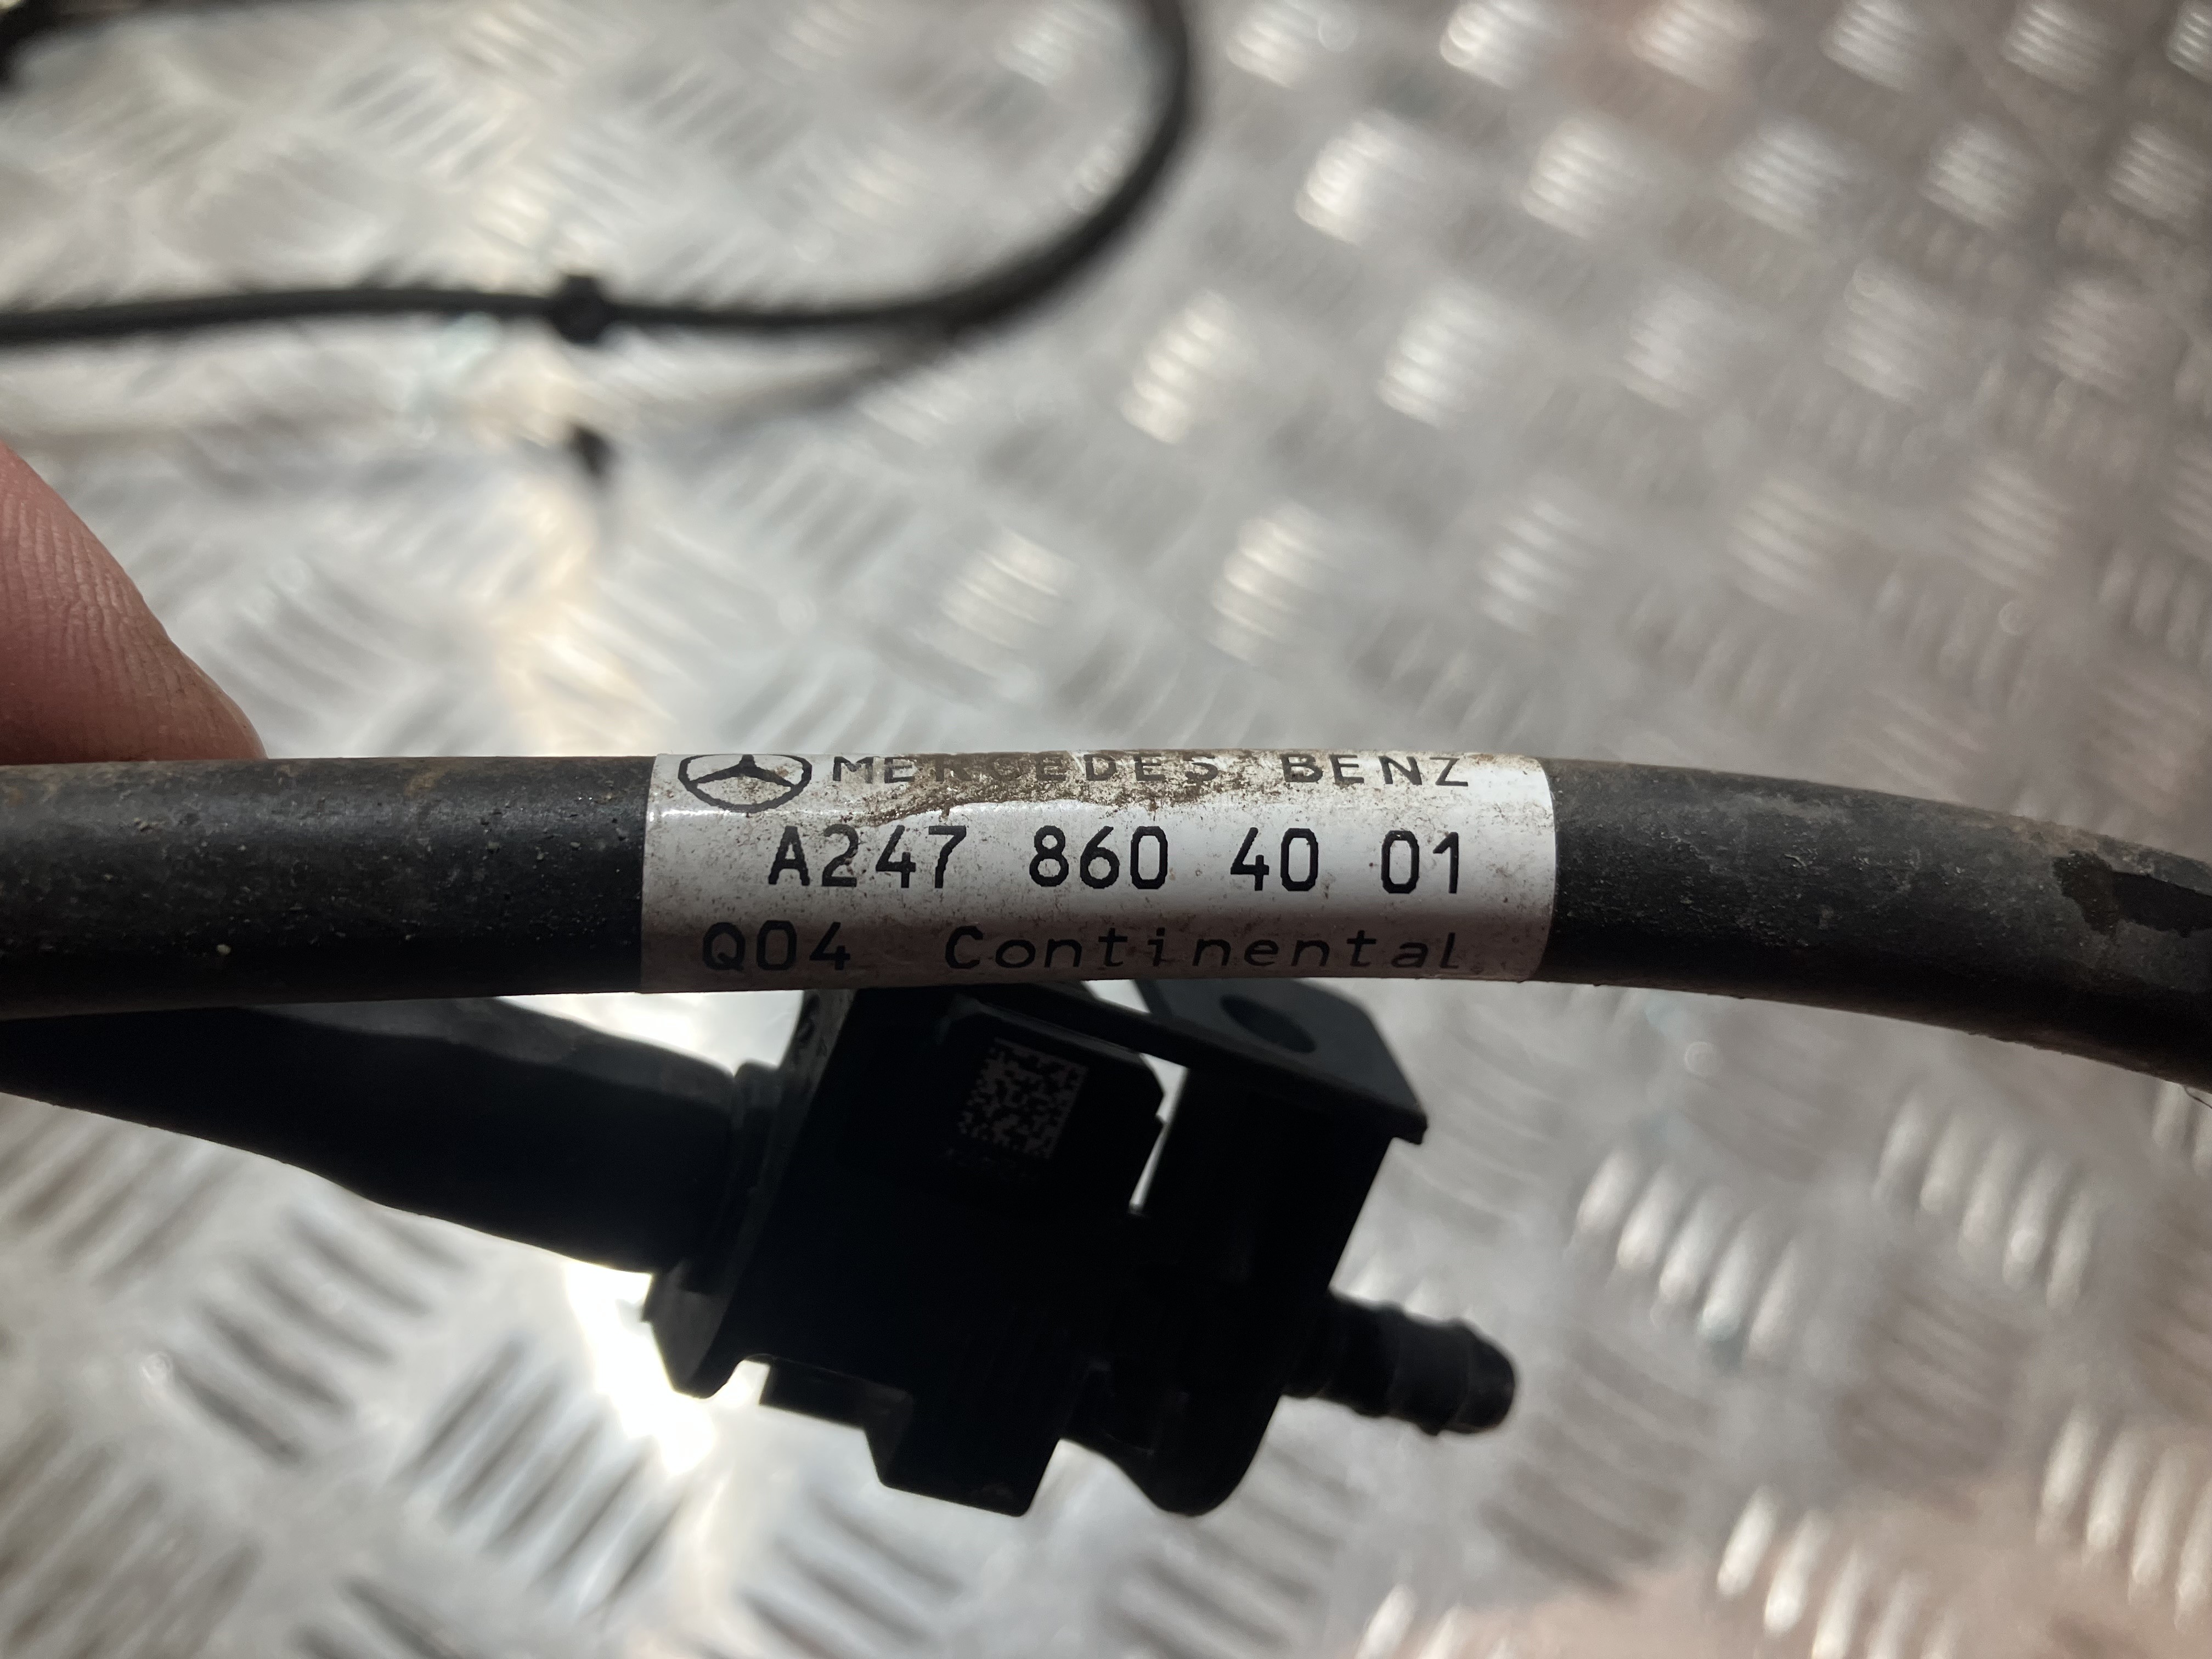 MERCEDES BENZ
A247 860 40 01
Q04 Continental